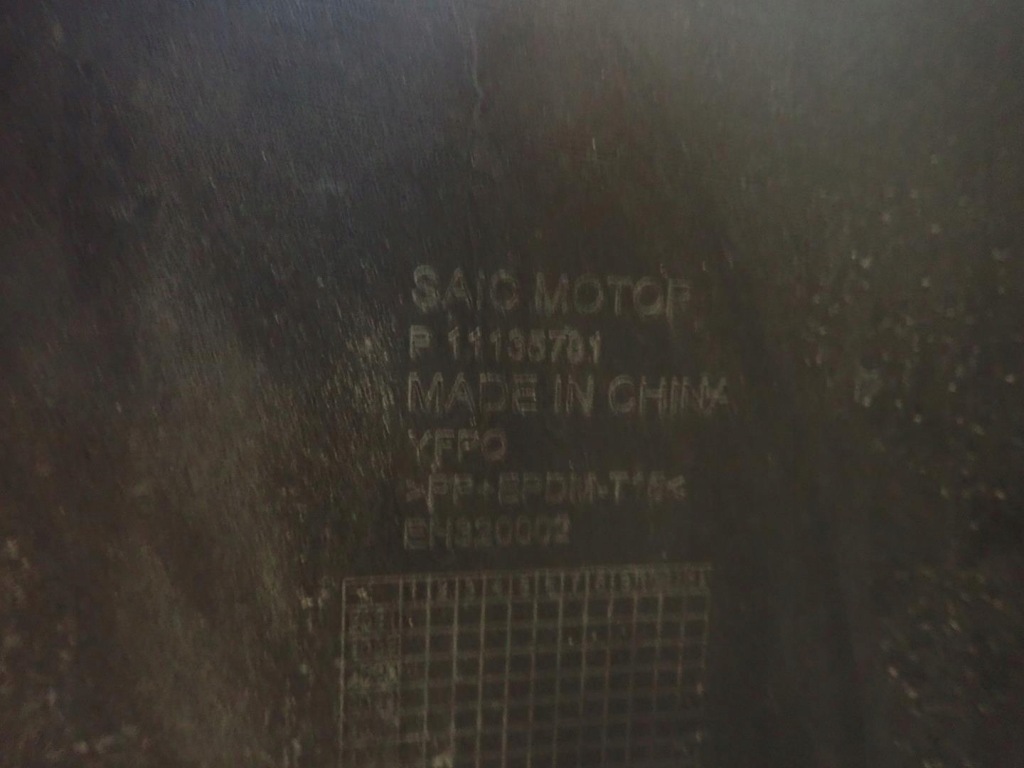 SAIC MOTOR
P 11135781
MADE IN CHINA
YFPO
>PP+EPDM-T15<
EH320002